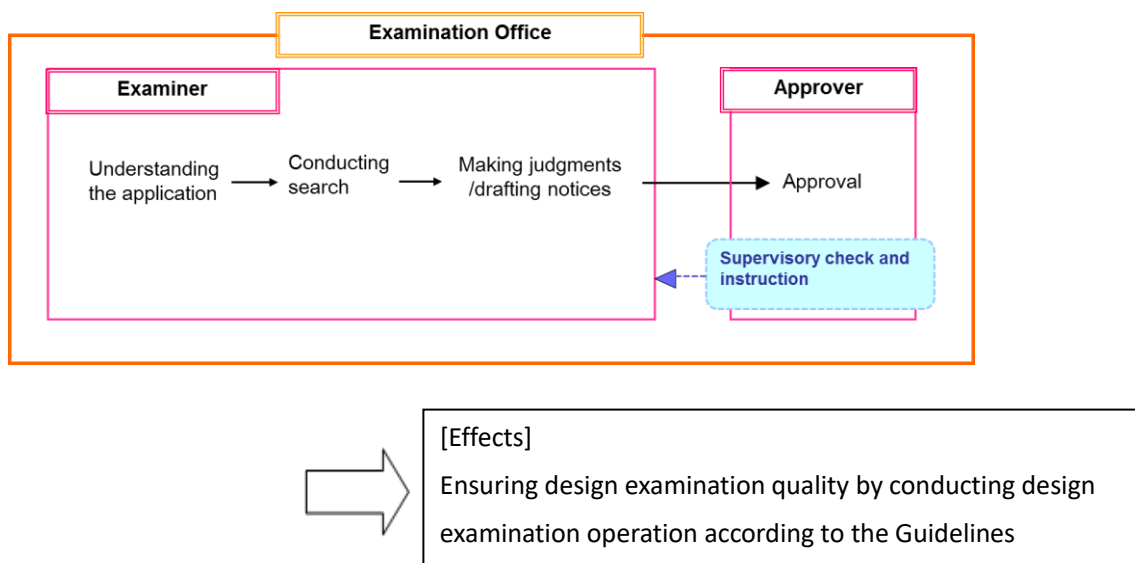 Examination Office
Examiner
Approver
Understanding
the application
Conducting
search
Making judgments
/drafting notices
Approval
Supervisory check and
instruction
[Effects]
Ensuring design examination quality by conducting design
examination operation according to the Guidelines